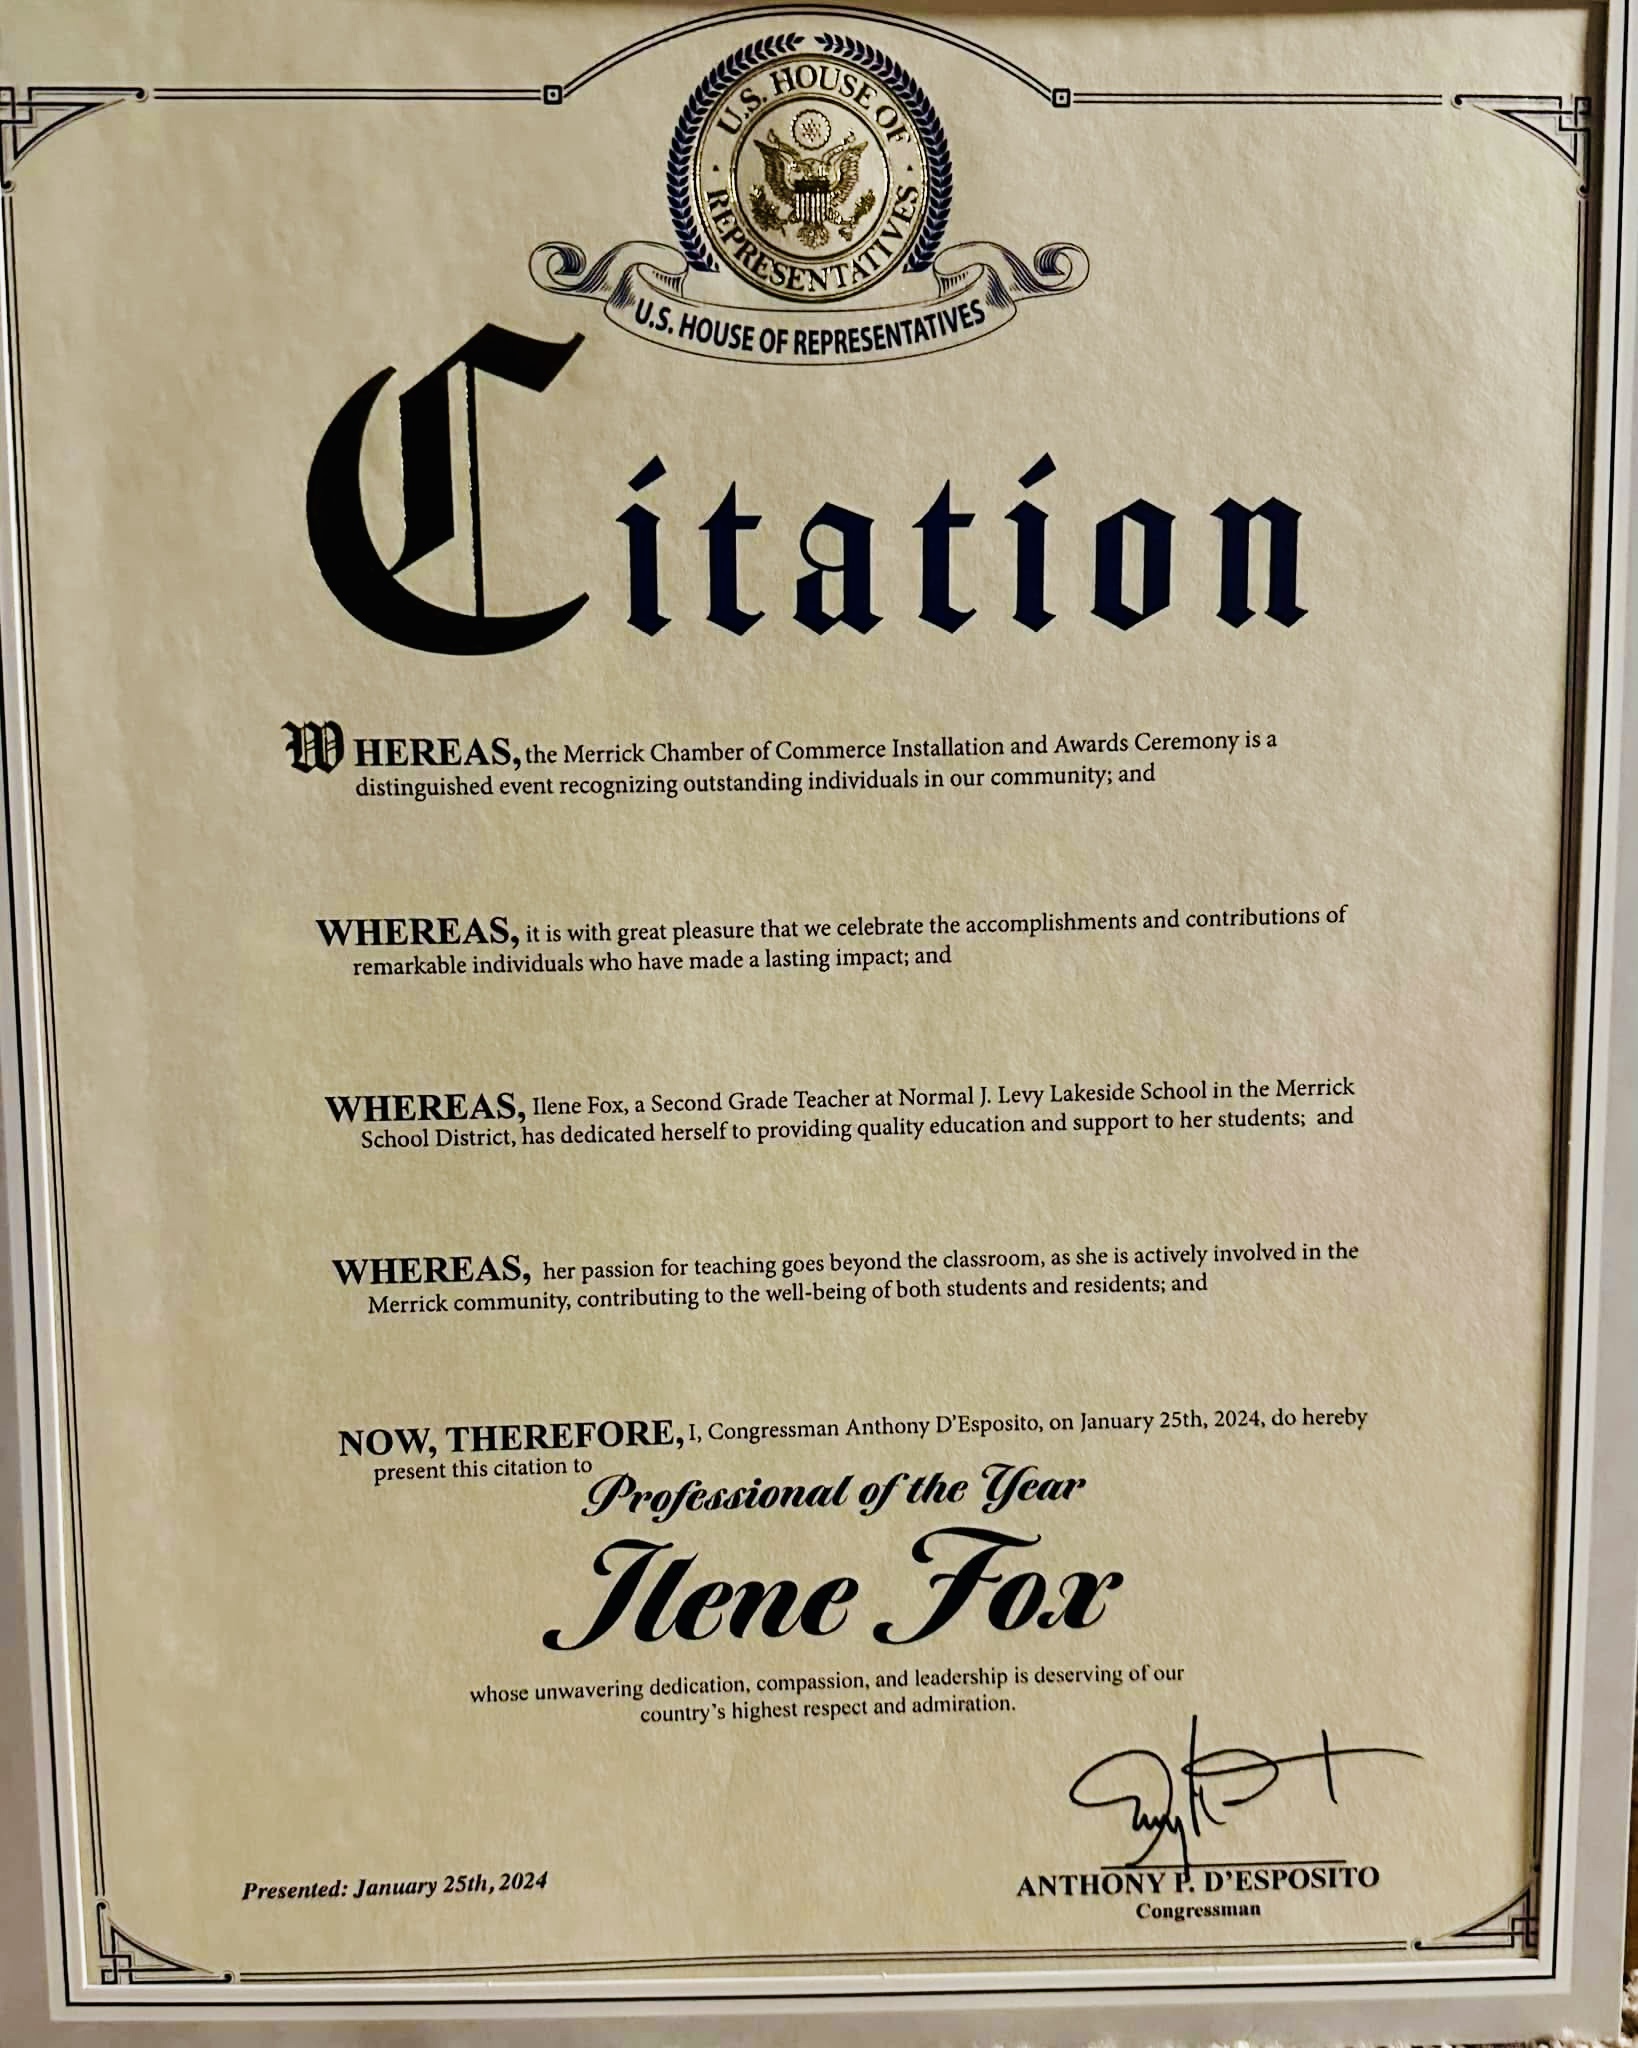 U.S. HOUSE OF REPRESENTATIVES
U.S. HOUSE OF REPRESENTATIVES
Citation
WHEREAS, the Merrick Chamber of Commerce Installation and Awards Ceremony is a
distinguished event recognizing outstanding individuals in our community; and
WHEREAS, it is with great pleasure that we celebrate the accomplishments and contributions of
remarkable individuals who have made a lasting impact; and
WHEREAS, Ilene Fox, a Second Grade Teacher at Normal J. Levy Lakeside School in the Merrick
School District, has dedicated herself to providing quality education and support to her students; and
WHEREAS, her passion for teaching goes beyond the classroom, as she is actively involved in the
Merrick community, contributing to the well-being of both students and residents; and
NOW, THEREFORE, I, Congressman Anthony D'Esposito, on January 25th, 2024, do hereby
present this citation to
Professional of the Year
Ilene Fox
whose unwavering dedication, compassion, and leadership is deserving of our
country's highest respect and admiration.
Presented: January 25th, 2024
ANTHONY P. D'ESPOSITO
Congressman